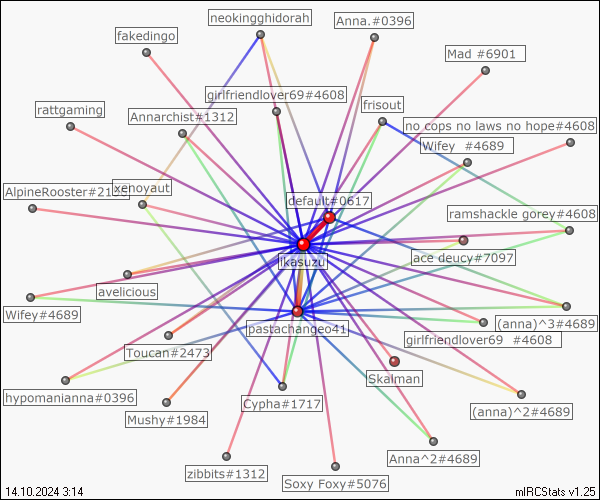 neokingghidorah
Anna.#0396
fakedingo
Mad #6901
girlfriendlover69#4608
frisout
rattgaming
Annarchist#1312
no cops no laws no hope#4608
Wifey #4689
AlpineRooster#21
xenoyaut
default#0617
ramshackle gorey#4608
ikasuzu
ace deucy#7097
avelicious
Wifey#4689
pastachangeo41
(anna)^3#4689
girlfriendlover69 #4608
Toucan#2473
Skalman
hypomanianna#0396
Mushy#1984
Cypha#1717
(anna)^2#4689
Anna^2#4689
zibbits#1312
Soxy Foxy#5076
14.10.2024 3:14
mIRCStats v1.25